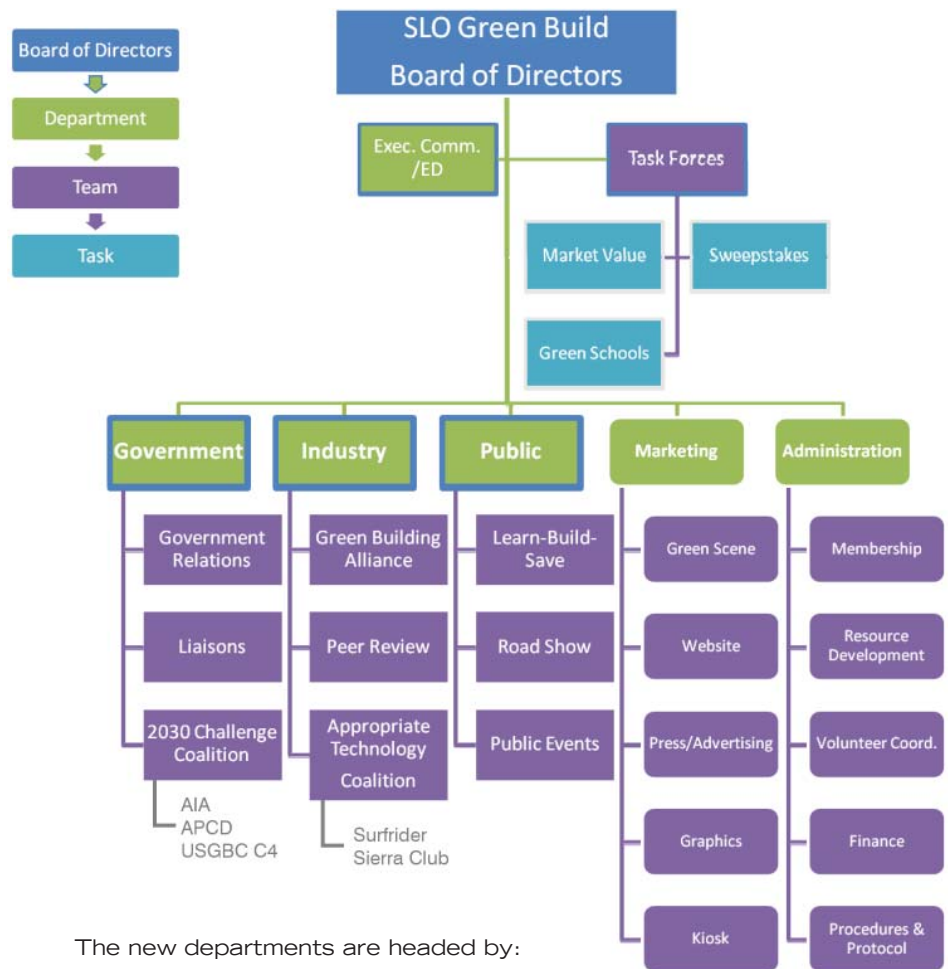 Board of Directors
Department
Team
Task
SLO Green Build
Board of Directors
Exec. Comm.
/ED
Task Forces
Market Value
Sweepstakes
Green Schools
Government
Industry
Public
Marketing
Administration
Government
Relations
Liaisons
2030 Challenge
Coalition
AIA
APCD
USGBC C4
Green Building
Alliance
Peer Review
Appropriate
Technology
Coalition
Surfrider
Sierra Club
Learn-Build-
Save
Road Show
Public Events
Green Scene
Website
Press/Advertising
Graphics
Kiosk
Membership
Resource
Development
Volunteer Coord.
Finance
Procedures &
Protocol
The new departments are headed by: